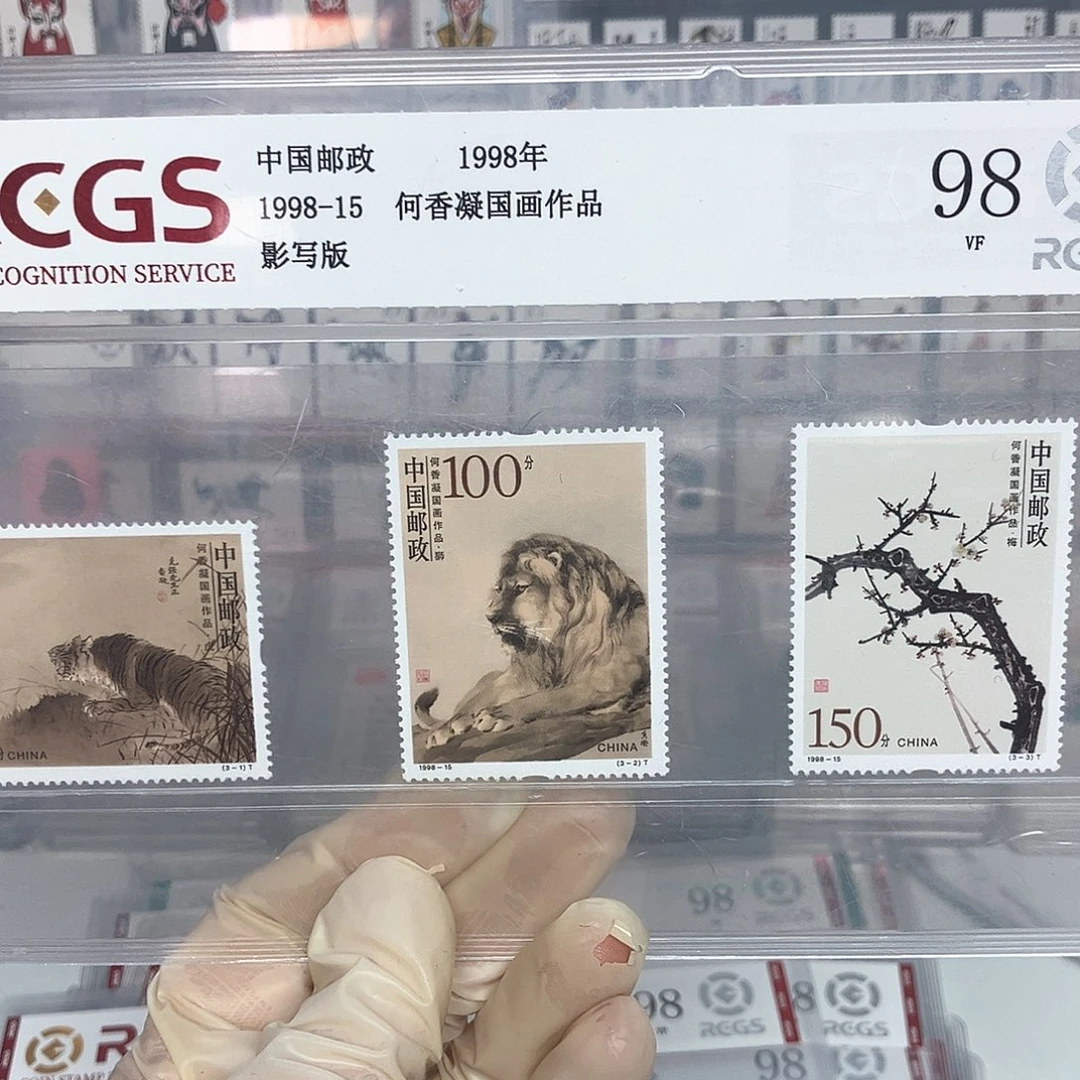 RCGS
COGNITION SERVICE
中国邮政 1998年
1998-15 何香凝国画作品
影写版
98
VF
RG
中国邮政
何香凝国画作品
分 CHINA
(3-1)T
中国邮政
何香凝国画作品·狮
100分
CHINA
1998-15
(3-2)T
中国邮政
何香凝国画作品·梅
150分 CHINA
1998-15
(3-3)T
98
98
RCGS
8
RCGS
98
R